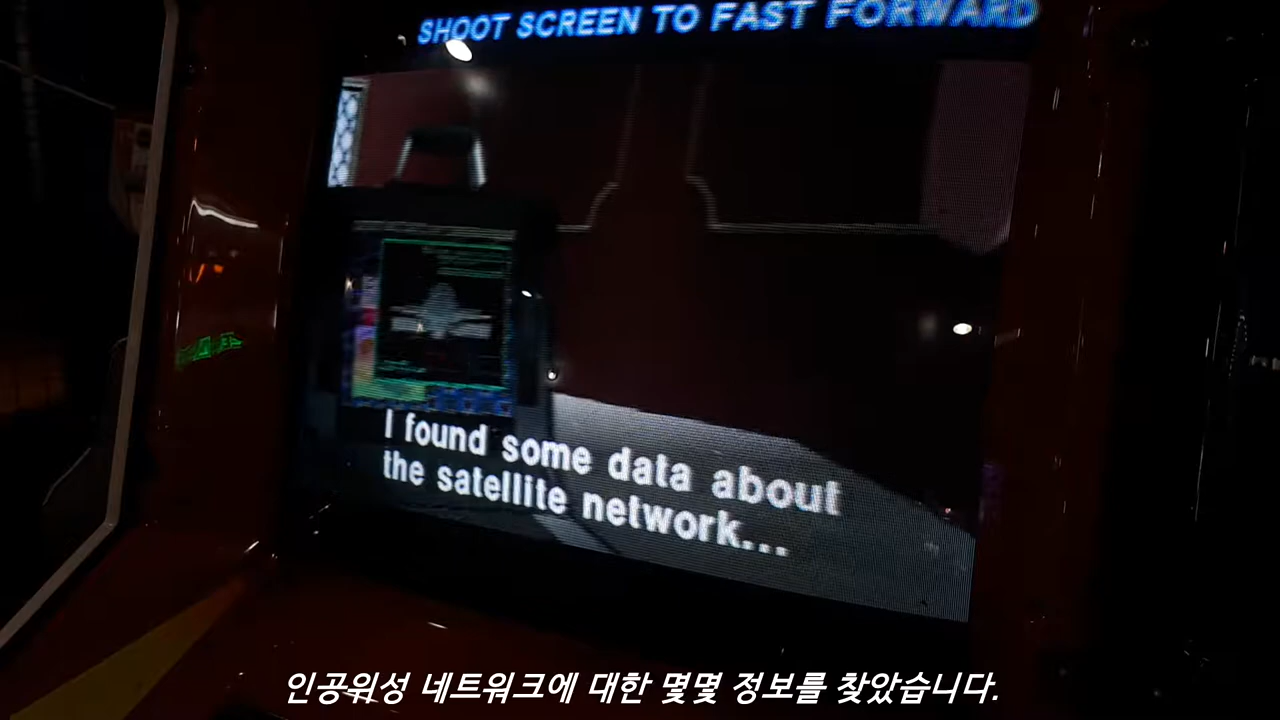 SHOOT SCREEN TO FAST FORWARD
I found some data about
the satellite network...
인공위성 네트워크에 대한 몇몇 정보를 찾았습니다.